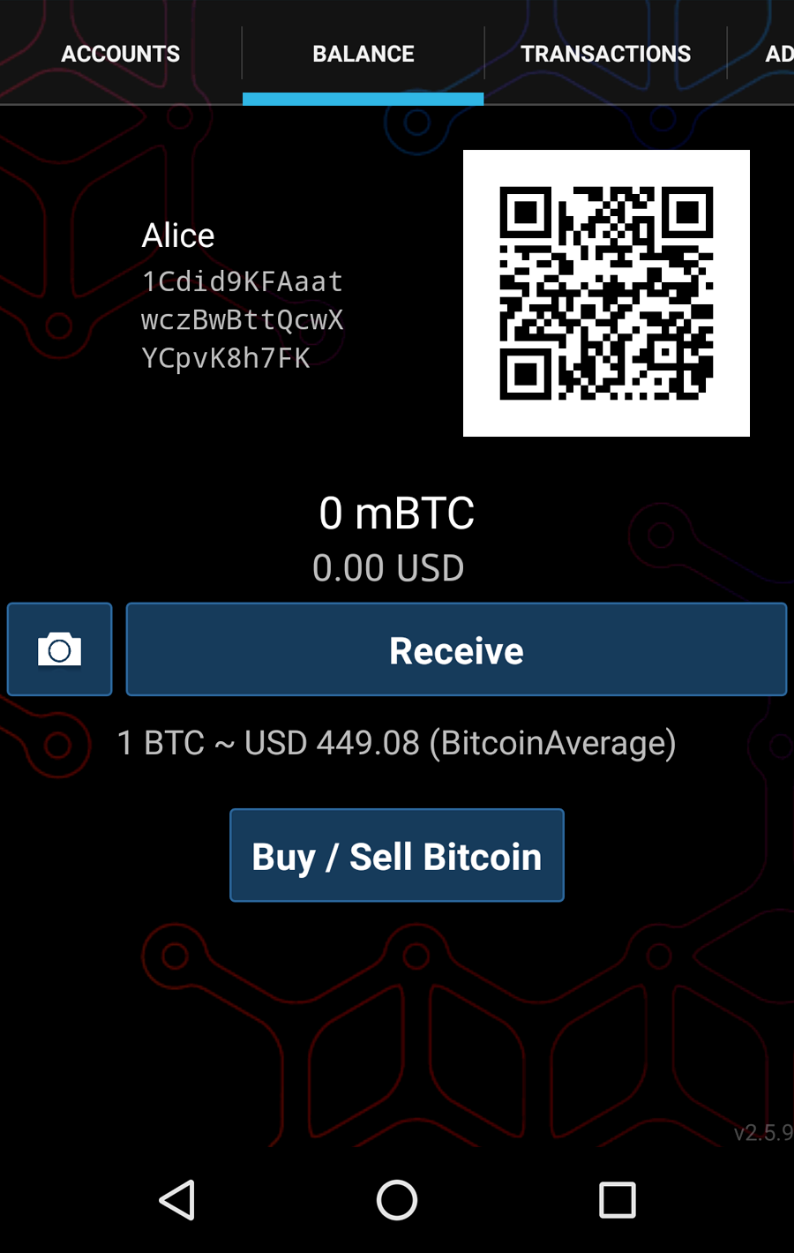 ACCOUNTS BALANCE TRANSACTIONS AD
Alice
1Cdid9KFAaat
wczBwBttQcwX
YCpvK8h7FK
0 mBTC
0.00 USD
Receive
1 BTC ~ USD 449.08 (BitcoinAverage)
Buy / Sell Bitcoin
v2.5.9